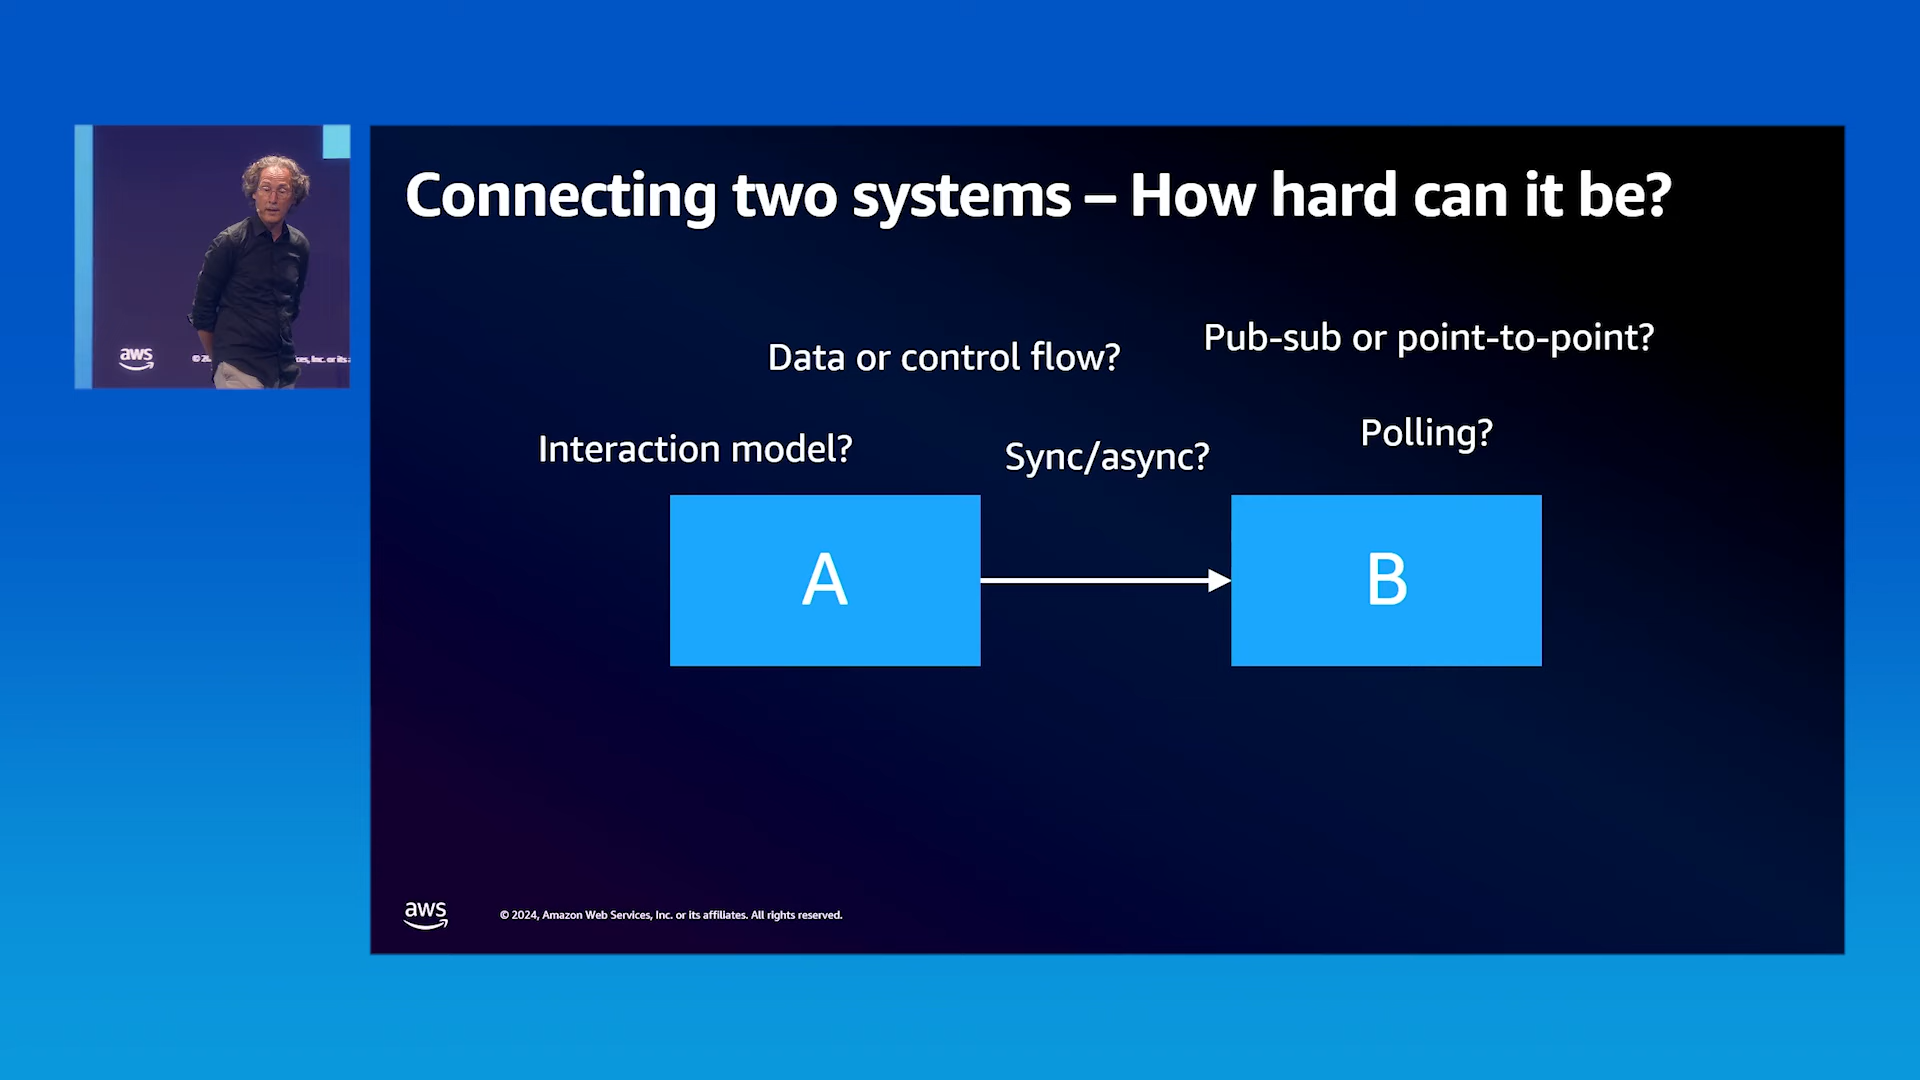 Connecting two systems – How hard can it be?
Pub-sub or point-to-point?
Data or control flow?
Polling?
Interaction model?
Sync/async?
A
B
aws
aws
© 2024, Amazon Web Services, Inc. or its affiliates. All rights reserved.